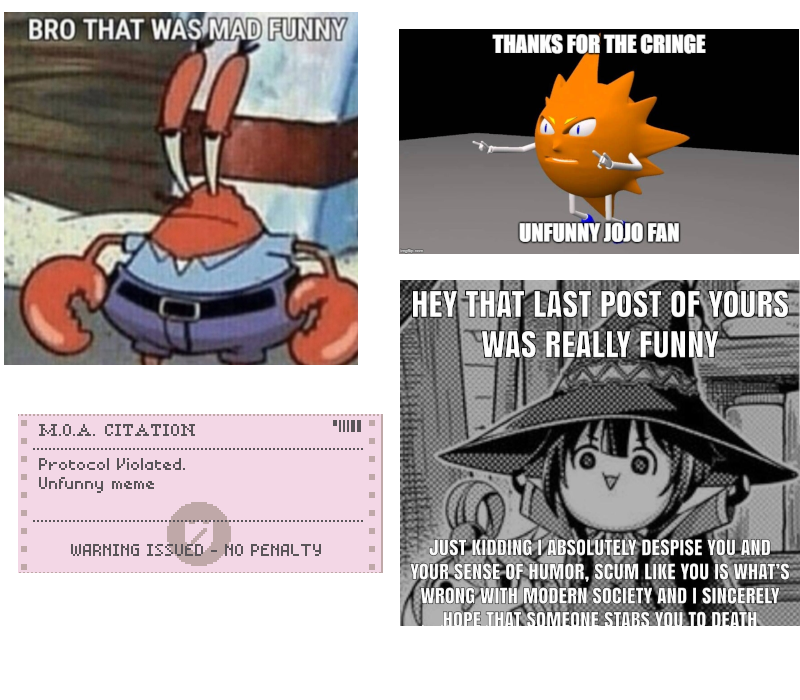 BRO THAT WAS MAD FUNNY
THANKS FOR THE CRINGE
UNFUNNY JOJO FAN
imgflip.com
HEY THAT LAST POST OF YOURS
WAS REALLY FUNNY
JUST KIDDING I ABSOLUTELY DESPISE YOU AND
YOUR SENSE OF HUMOR, SCUM LIKE YOU IS WHAT'S
WRONG WITH MODERN SOCIETY AND I SINCERELY
HOPE THAT SOMEONE STABS YOU TO DEATH
M.O.A. CITATION
Protocol Violated.
Unfunny meme
WARNING ISSUED - NO PENALTY